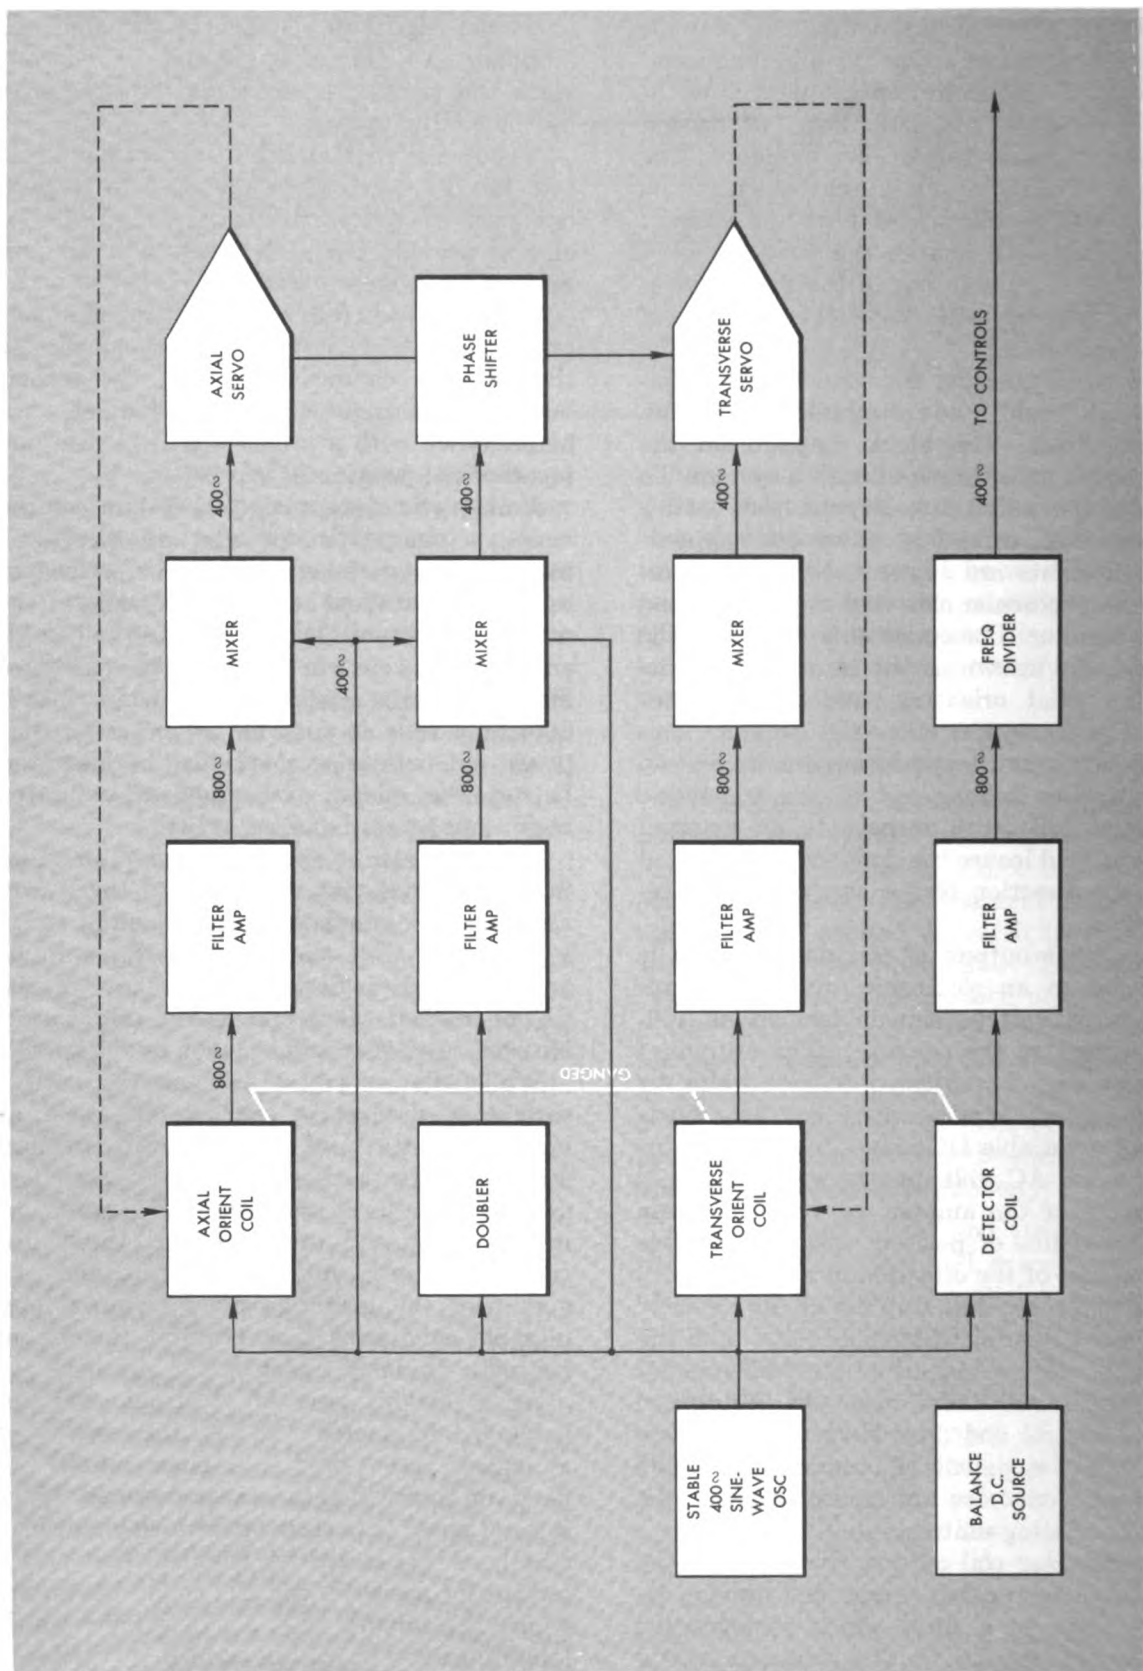 AXIAL
ORIENT
COIL
800~
FILTER
AMP
800~
MIXER
400~
AXIAL
SERVO
400~
DOUBLER
FILTER
AMP
800~
MIXER
400~
PHASE
SHIFTER
GANGED
STABLE
400~
SINE-
WAVE
OSC
TRANSVERSE
ORIENT
COIL
FILTER
AMP
800~
MIXER
400~
TRANSVERSE
SERVO
BALANCE
D.C.
SOURCE
DETECTOR
COIL
FILTER
AMP
800~
FREQ
DIVIDER
400~ TO CONTROLS